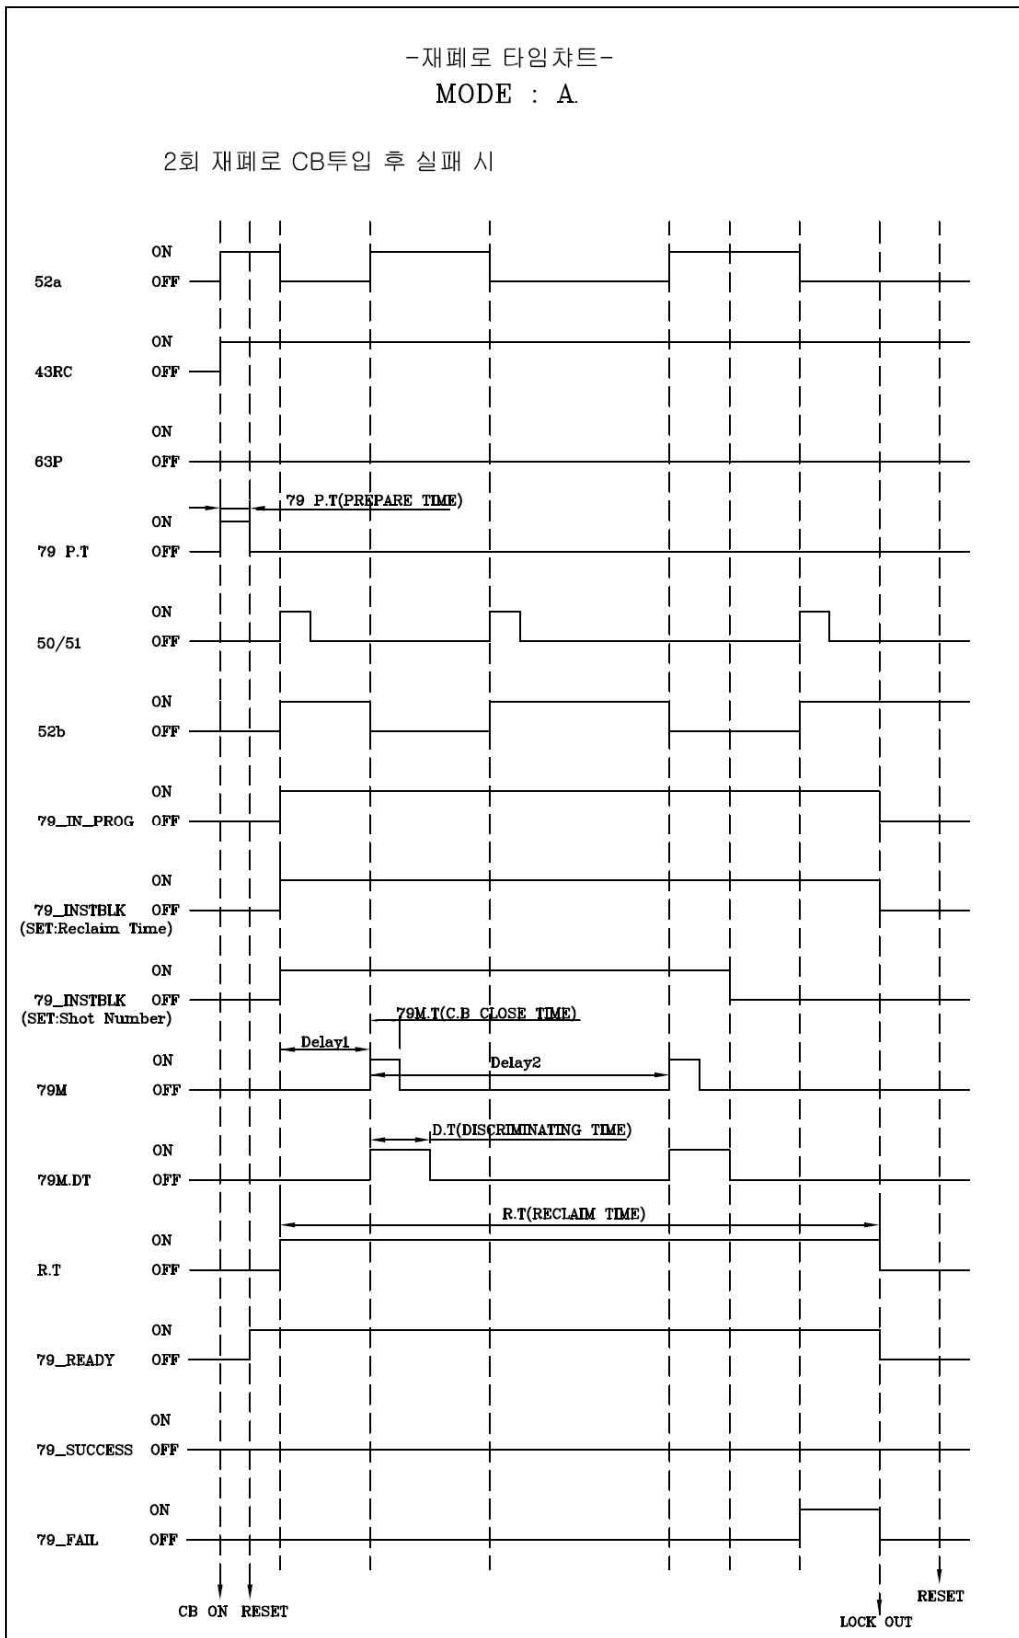 -재폐로 타임챠트-
MODE : A.
2회 재폐로 CB투입 후 실패 시
ON
52a OFF
ON
43RC OFF
ON
63P OFF
79 P.T(PREPARE TIME)
ON
79 P.T OFF
ON
50/51 OFF
ON
52b OFF
ON
79_IN_PROG OFF
ON
79_INSTBLK OFF
(SET:Reclaim Time)
ON
79_INSTBLK OFF
(SET:Shot Number)
79M.T(C.B CLOSE TIME)
Delay1
ON
Delay2
79M OFF
D.T(DISCRIMINATING TIME)
ON
79M.DT OFF
R.T(RECLAIM TIME)
ON
R.T OFF
ON
79_READY OFF
ON
79_SUCCESS OFF
ON
79_FAIL OFF
CB ON RESET
RESET
LOCK OUT